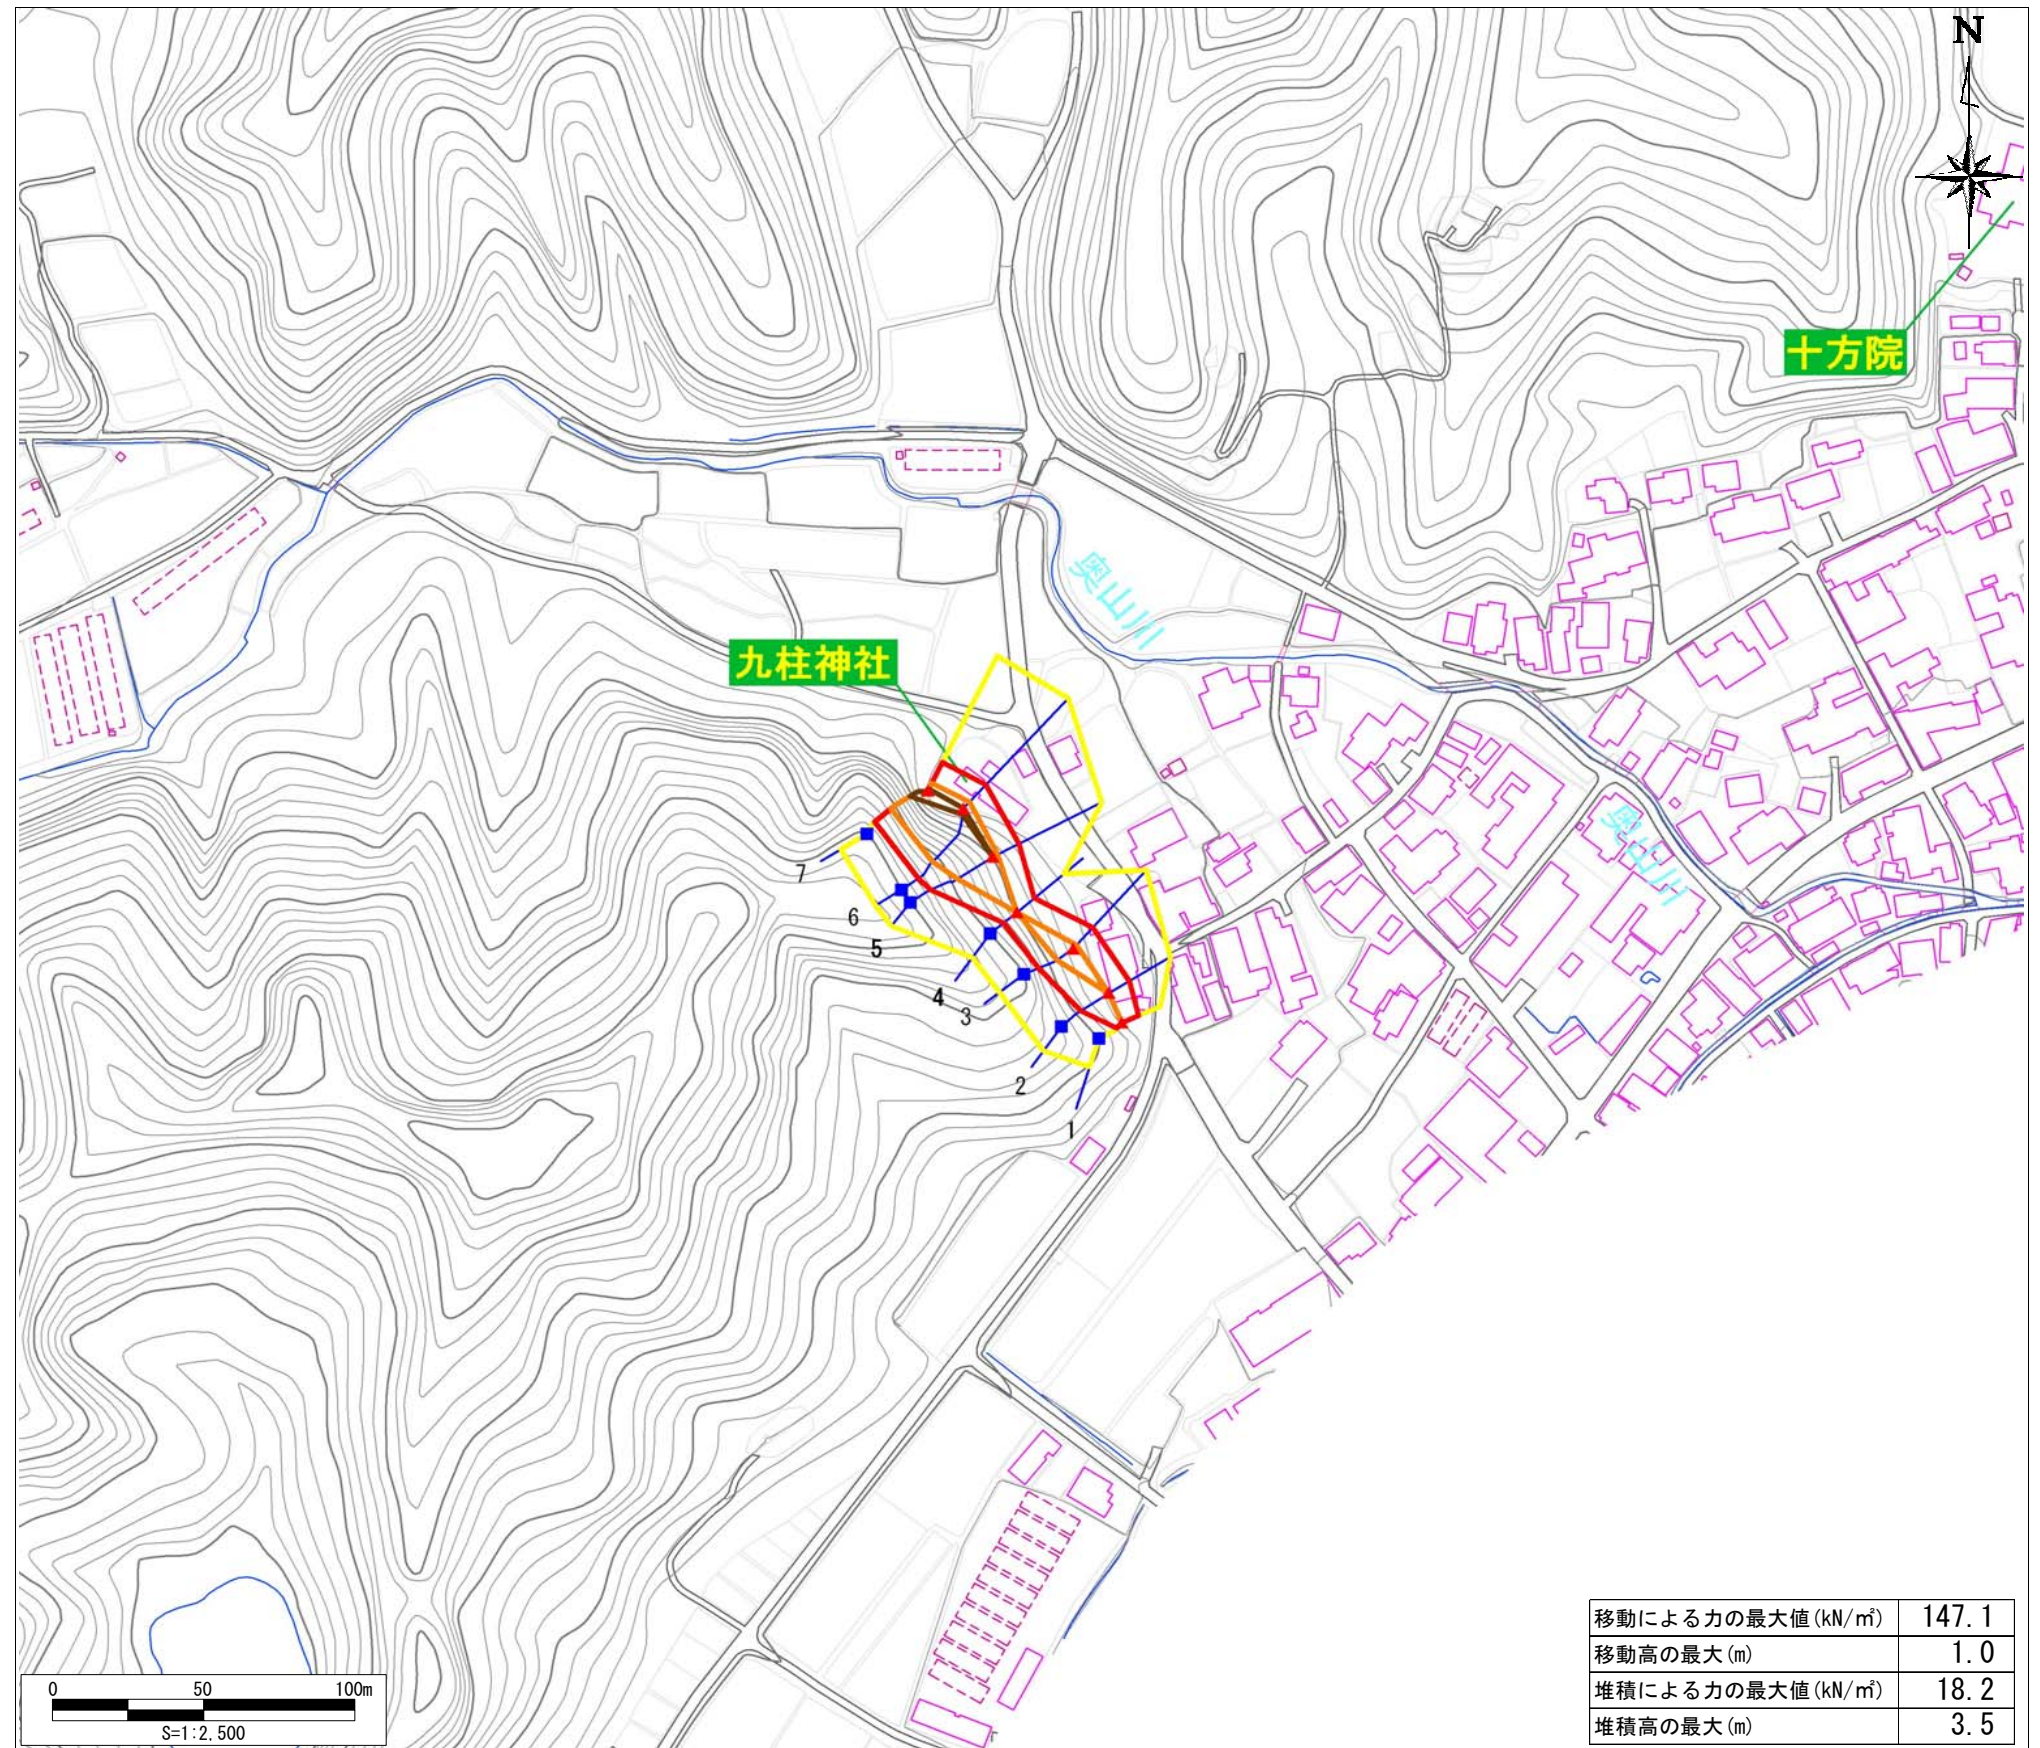 N
十方院
奥山川
九柱神社
奥山川
7
6
5
4
3
2
1
移動による力の最大値(kN/㎡) 147.1
移動高の最大(m) 1.0
堆積による力の最大値(kN/㎡) 18.2
堆積高の最大(m) 3.5
0 50 100m
S=1:2,500